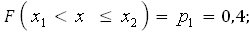 F(x₁ < x ≤ x₂) = p₁ = 0,4;